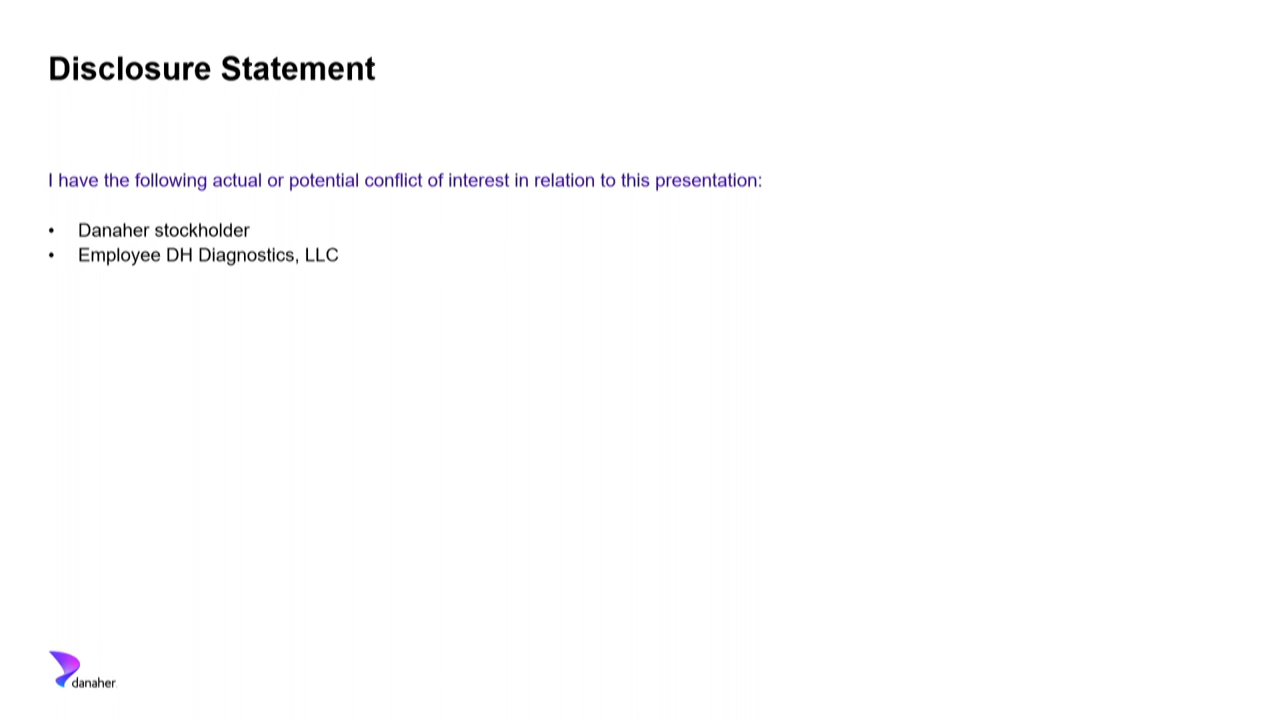 Disclosure Statement
I have the following actual or potential conflict of interest in relation to this presentation:
• Danaher stockholder
• Employee DH Diagnostics, LLC
danaher